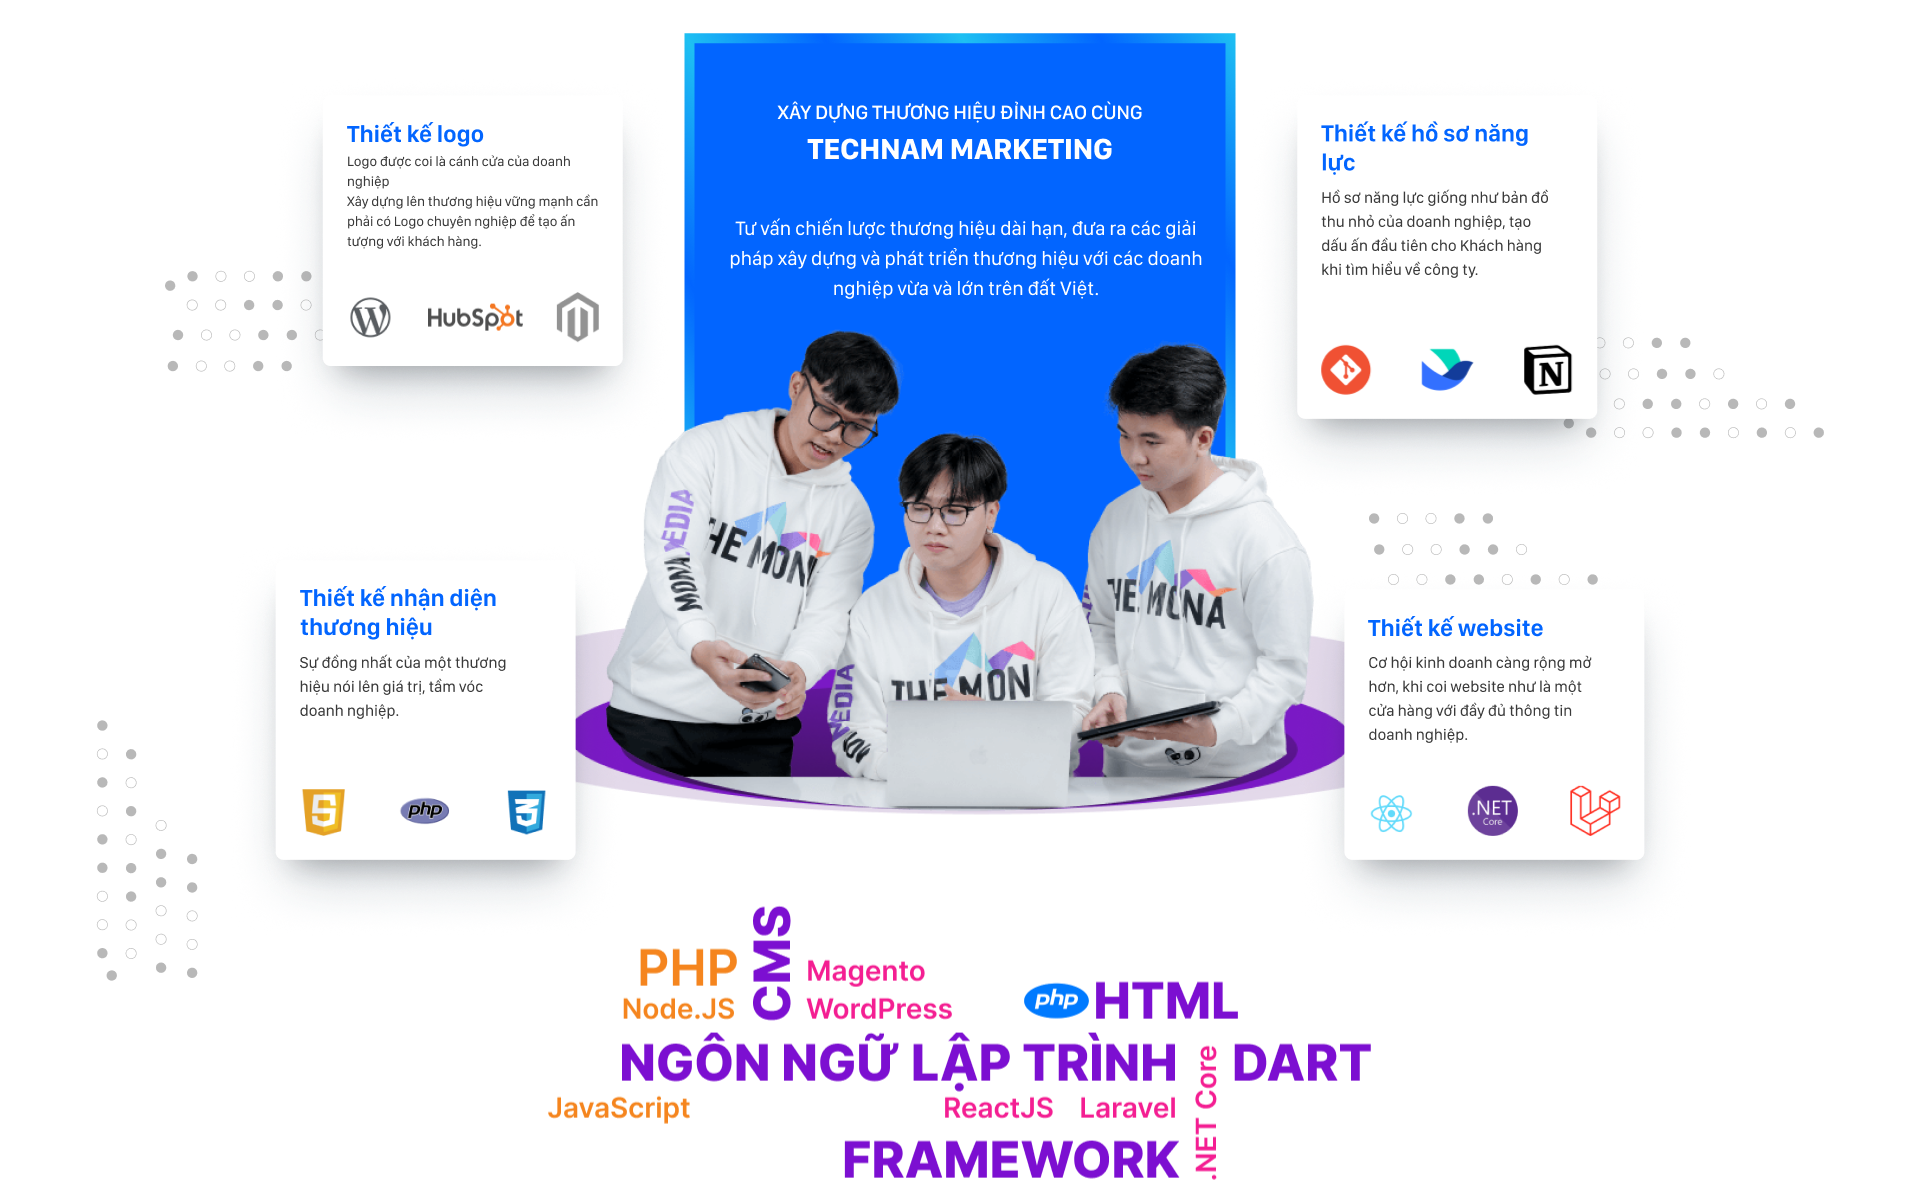 XÂY DỰNG THƯƠNG HIỆU ĐỈNH CAO CÙNG
TECHNAM MARKETING
Tư vấn chiến lược thương hiệu dài hạn, đưa ra các giải
pháp xây dựng và phát triển thương hiệu với các doanh
nghiệp vừa và lớn trên đất Việt.
Thiết kế logo
Logo được coi là cánh cửa của doanh
nghiệp
Xây dựng lên thương hiệu vững mạnh cần
phải có Logo chuyên nghiệp để tạo ấn
tượng với khách hàng.
HubSpot
Thiết kế hồ sơ năng
lực
Hồ sơ năng lực giống như bản đồ
thu nhỏ của doanh nghiệp, tạo
dấu ấn đầu tiên cho Khách hàng
khi tìm hiểu về công ty.
N
THE MONA
MONA MEDIA
THE MON
EDIA
MONA
THE MONA
Thiết kế nhận diện
thương hiệu
Sự đồng nhất của một thương
hiệu nói lên giá trị, tầm vóc
doanh nghiệp.
5
php
3
Thiết kế website
Cơ hội kinh doanh càng rộng mở
hơn, khi coi website như là một
cửa hàng với đầy đủ thông tin
doanh nghiệp.
.NET
Core
PHP
CMS
Magento
Node.JS
WordPress
php
HTML
NGÔN NGỮ LẬP TRÌNH
.NET Core
DART
JavaScript
ReactJS
Laravel
FRAMEWORK